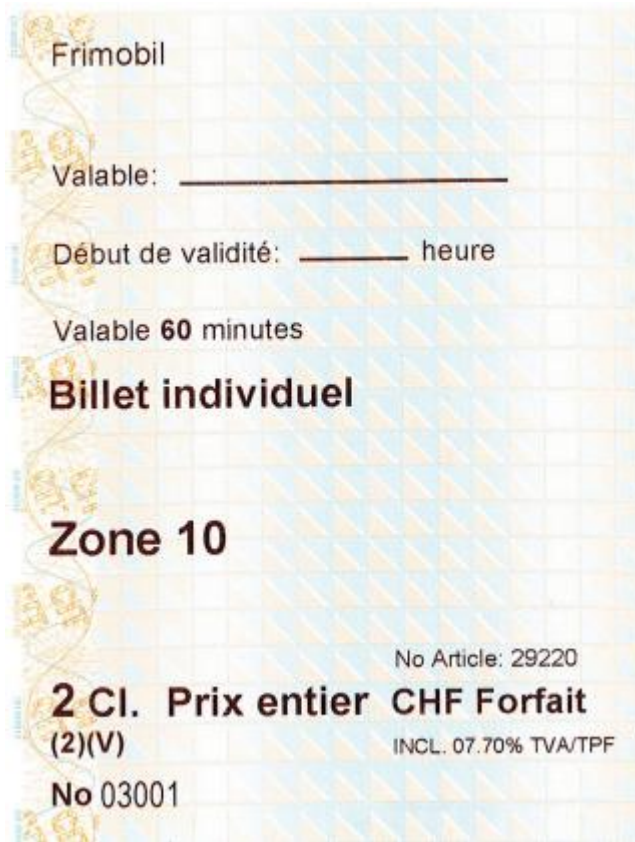 Frimobil
Valable:
Début de validité: heure
Valable 60 minutes
Billet individuel
Zone 10
No Article: 29220
2 Cl. Prix entier CHF Forfait
(2)(V) INCL. 07.70% TVA/TPF
No 03001